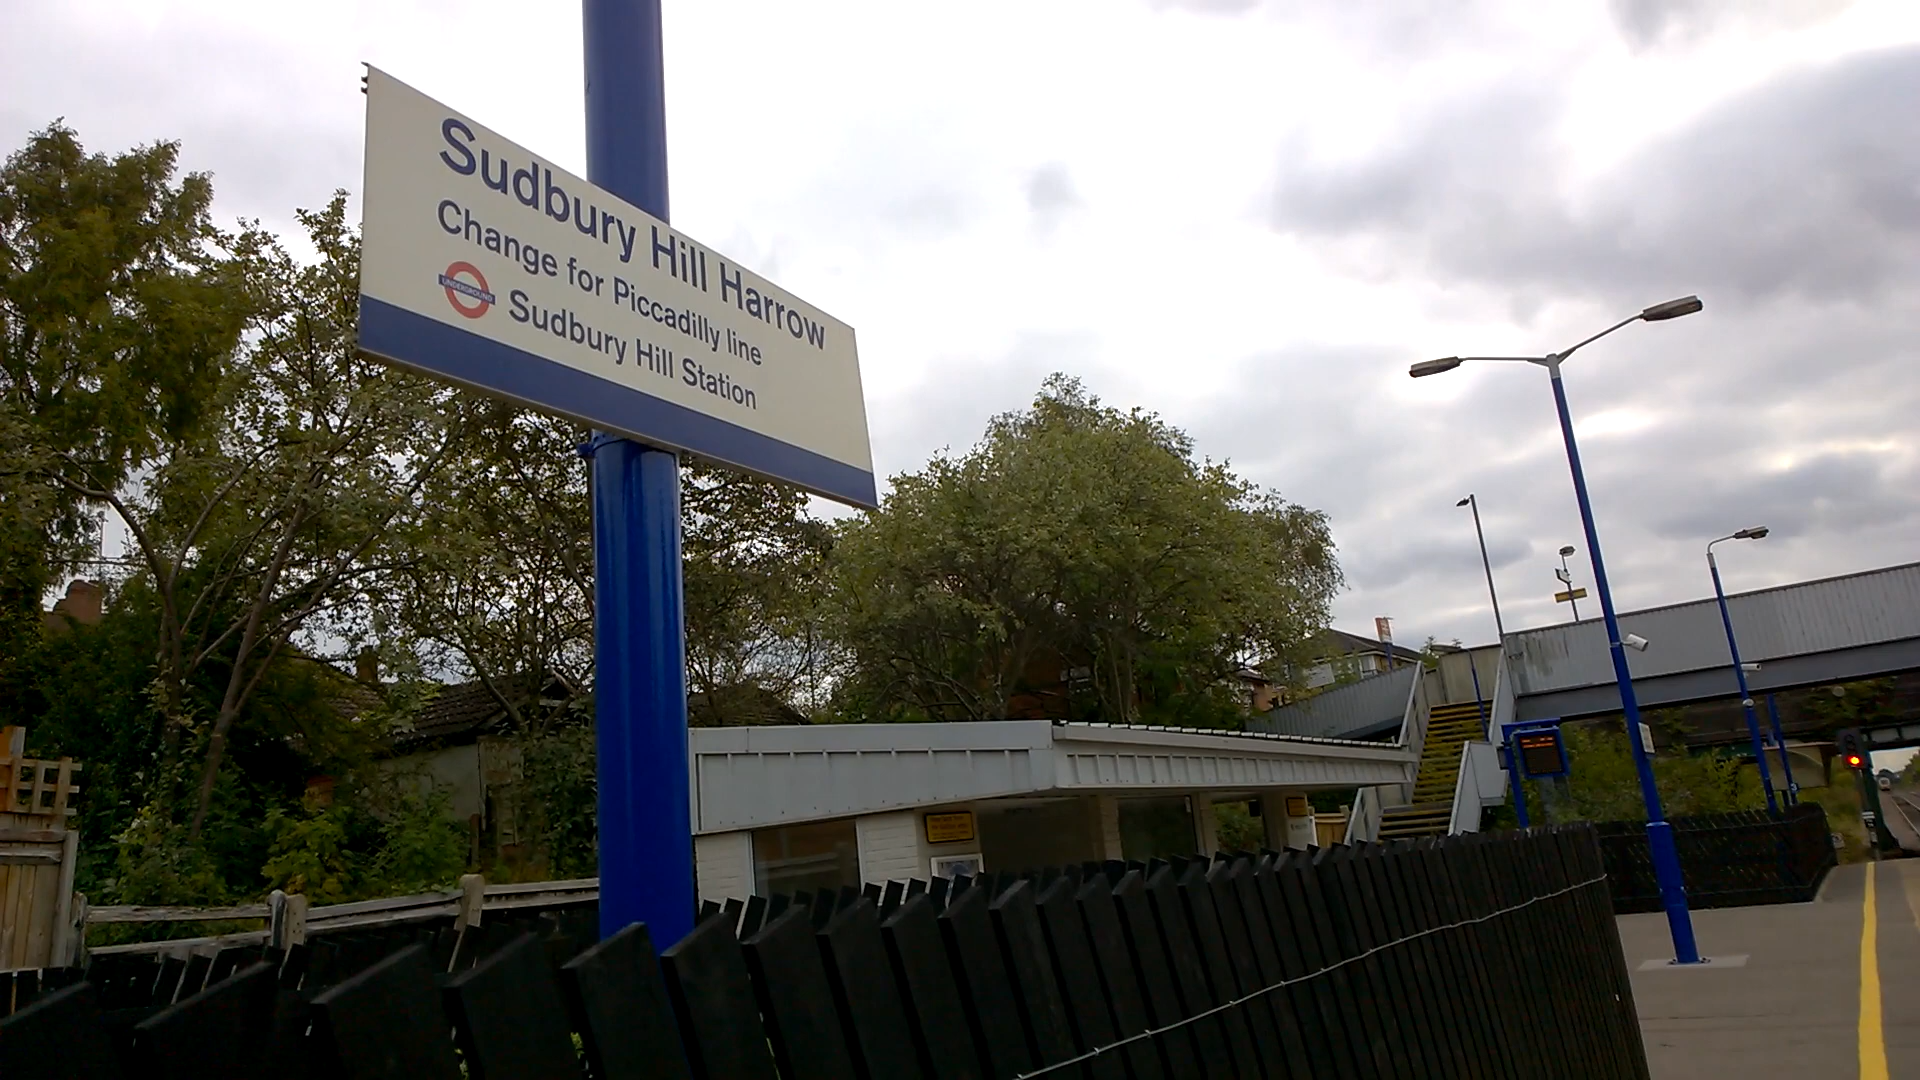 Sudbury Hill Harrow
Change for Piccadilly line
UNDERGROUND
Sudbury Hill Station